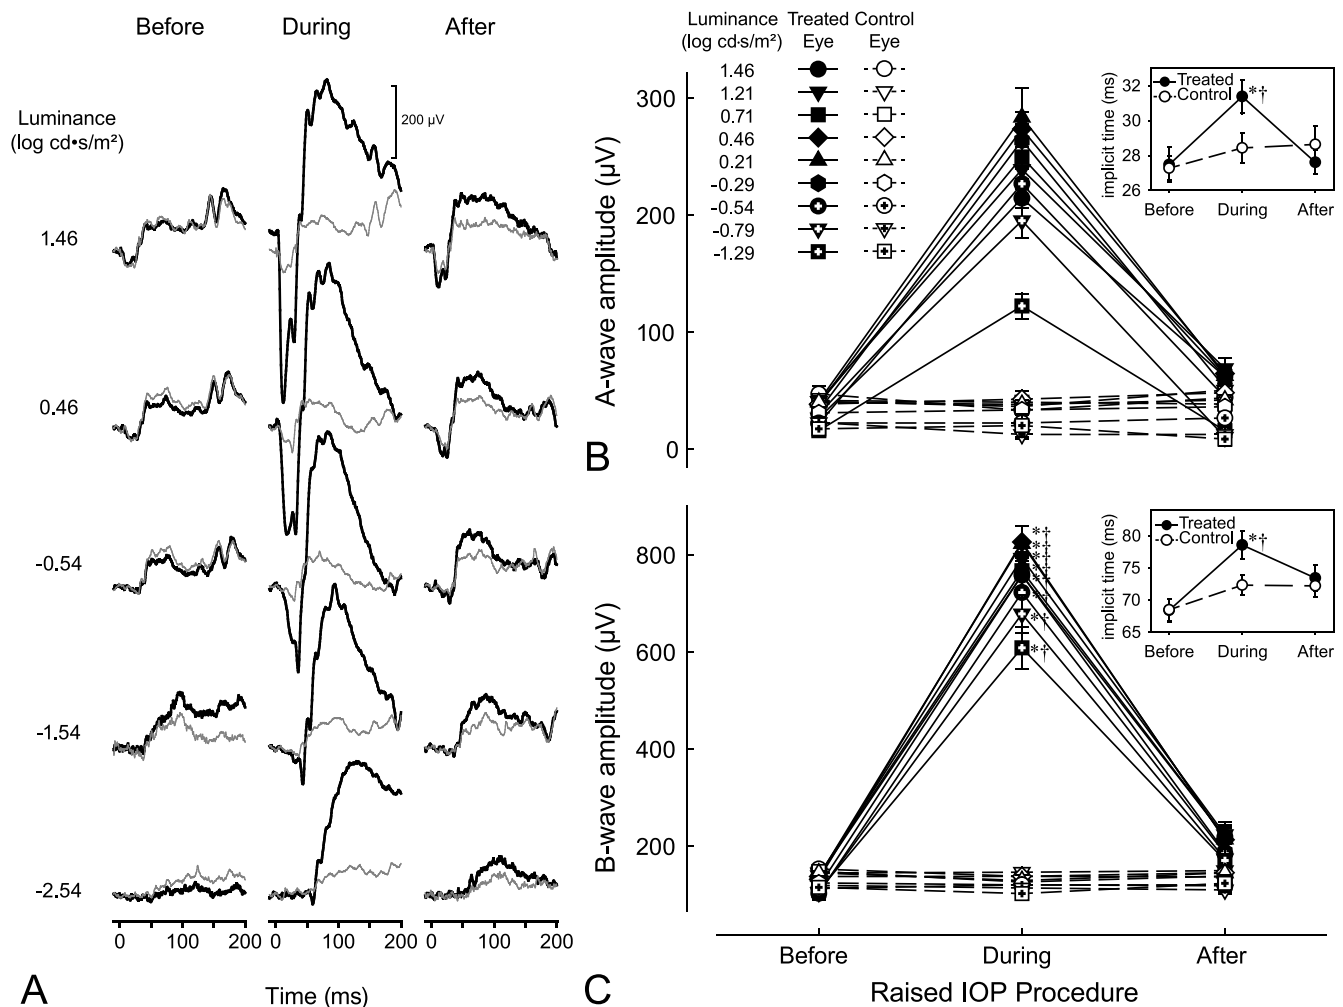 Before During After
Luminance
(log cd•s/m²)
200 µV
1.46
0.46
-0.54
-1.54
-2.54
0 100 200 0 100 200 0 100 200
Time (ms)
A
Luminance Treated Control
(log cd·s/m²) Eye Eye
1.46
1.21
0.71
0.46
0.21
-0.29
-0.54
-0.79
-1.29
A-wave amplitude (µV)
300
200
100
0
B
implicit time (ms)
32
30
28
26
Treated
Control
*†
Before During After
B-wave amplitude (µV)
800
600
400
200
*‡
*‡
*‡
*‡
*‡
*†
*†
*†
implicit time (ms)
80
75
70
65
Treated
Control
*†
Before During After
Before During After
Raised IOP Procedure
C